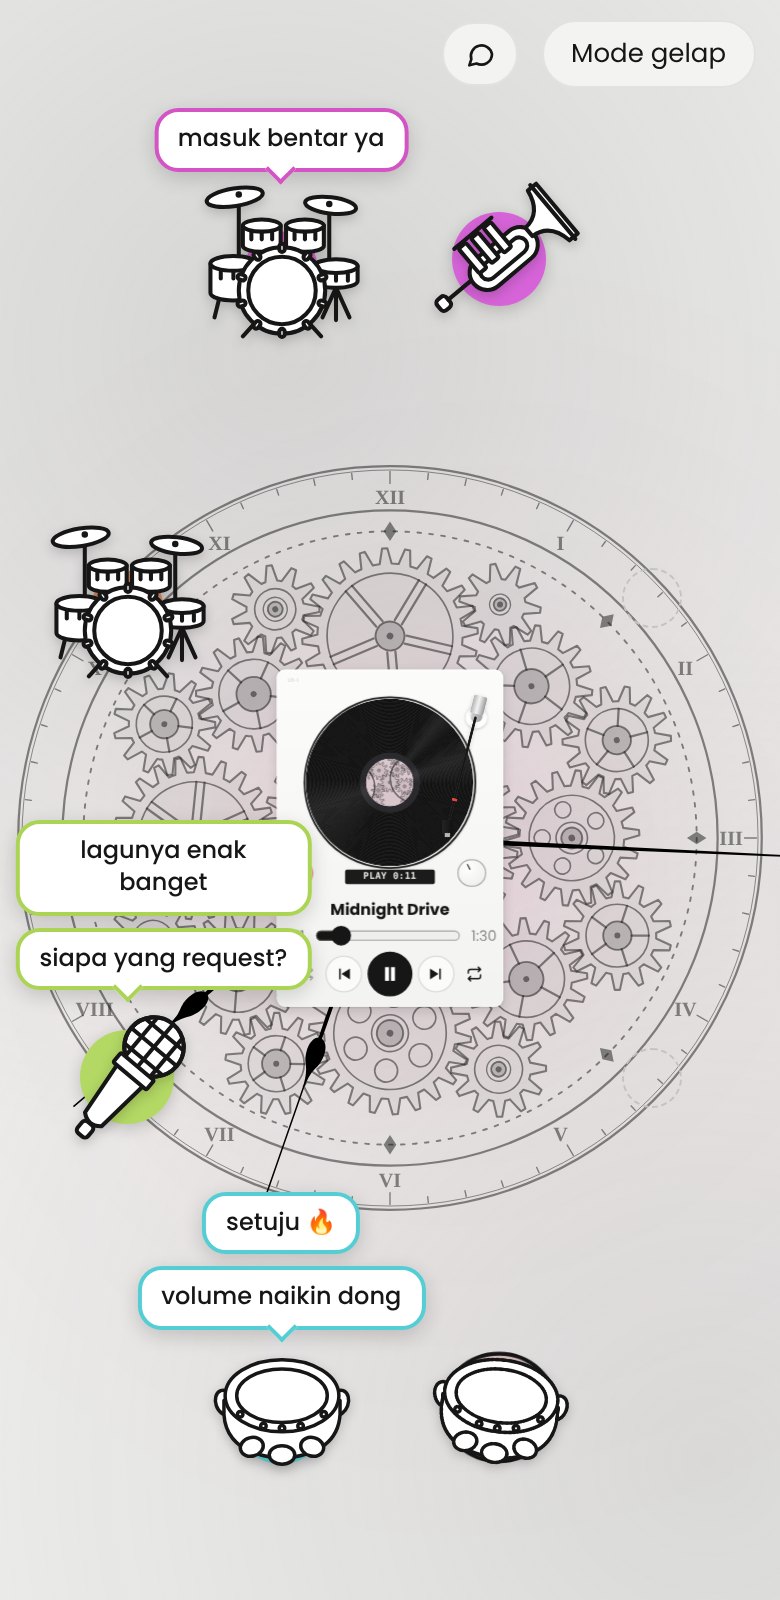 Mode gelap
masuk bentar ya
XII
XI
I
II
III
lagunya enak
banget
PLAY 0:11
Midnight Drive
1:30
siapa yang request?
VIII
IV
VII
V
VI
setuju 🔥
volume naikin dong